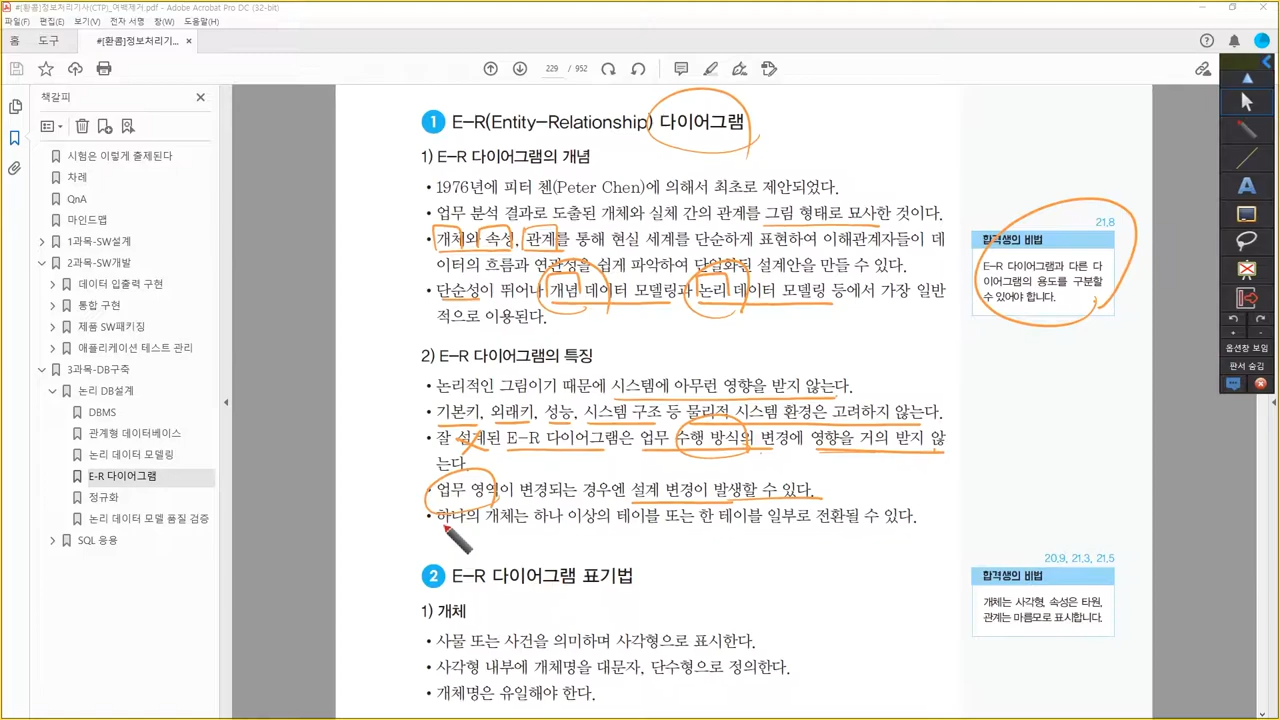 #[환콤]정보처리기사(CTP)_여백제거.pdf - Adobe Acrobat Pro DC (32-bit)
파일(F) 편집(E) 보기(V) 전자 서명 창(W) 도움말(H)
홈 도구 #[환콤]정보처리기... ×
229 / 952
책갈피
시험은 이렇게 출제된다
차례
QnA
마인드맵
1과목-SW설계
2과목-SW개발
데이터 입출력 구현
통합 구현
제품 SW패키징
애플리케이션 테스트 관리
3과목-DB구축
논리 DB설계
DBMS
관계형 데이터베이스
논리 데이터 모델링
E-R 다이어그램
정규화
논리 데이터 모델 품질 검증
SQL 응용
1 E-R(Entity-Relationship) 다이어그램
1) E-R 다이어그램의 개념
• 1976년에 피터 첸(Peter Chen)에 의해서 최초로 제안되었다.
• 업무 분석 결과로 도출된 개체와 실체 간의 관계를 그림 형태로 묘사한 것이다.
• 개체와 속성, 관계를 통해 현실 세계를 단순하게 표현하여 이해관계자들이 데
이터의 흐름과 연관성을 쉽게 파악하여 단일화된 설계안을 만들 수 있다.
• 단순성이 뛰어나 개념 데이터 모델링과 논리 데이터 모델링 등에서 가장 일반
적으로 이용된다.
2) E-R 다이어그램의 특징
• 논리적인 그림이기 때문에 시스템에 아무런 영향을 받지 않는다.
• 기본키, 외래키, 성능, 시스템 구조 등 물리적 시스템 환경은 고려하지 않는다.
• 잘 설계된 E-R 다이어그램은 업무 수행 방식의 변경에 영향을 거의 받지 않
는다.
• 업무 영역이 변경되는 경우엔 설계 변경이 발생할 수 있다.
• 하나의 개체는 하나 이상의 테이블 또는 한 테이블 일부로 전환될 수 있다.
2 E-R 다이어그램 표기법
1) 개체
• 사물 또는 사건을 의미하며 사각형으로 표시한다.
• 사각형 내부에 개체명을 대문자, 단수형으로 정의한다.
• 개체명은 유일해야 한다.
21.8
합격생의 비법
E-R 다이어그램과 다른 다
이어그램의 용도를 구분할
수 있어야 합니다.
20.9, 21.3, 21.5
합격생의 비법
개체는 사각형, 속성은 타원,
관계는 마름모로 표시합니다.
A
옵션창 보임
판서 숨김